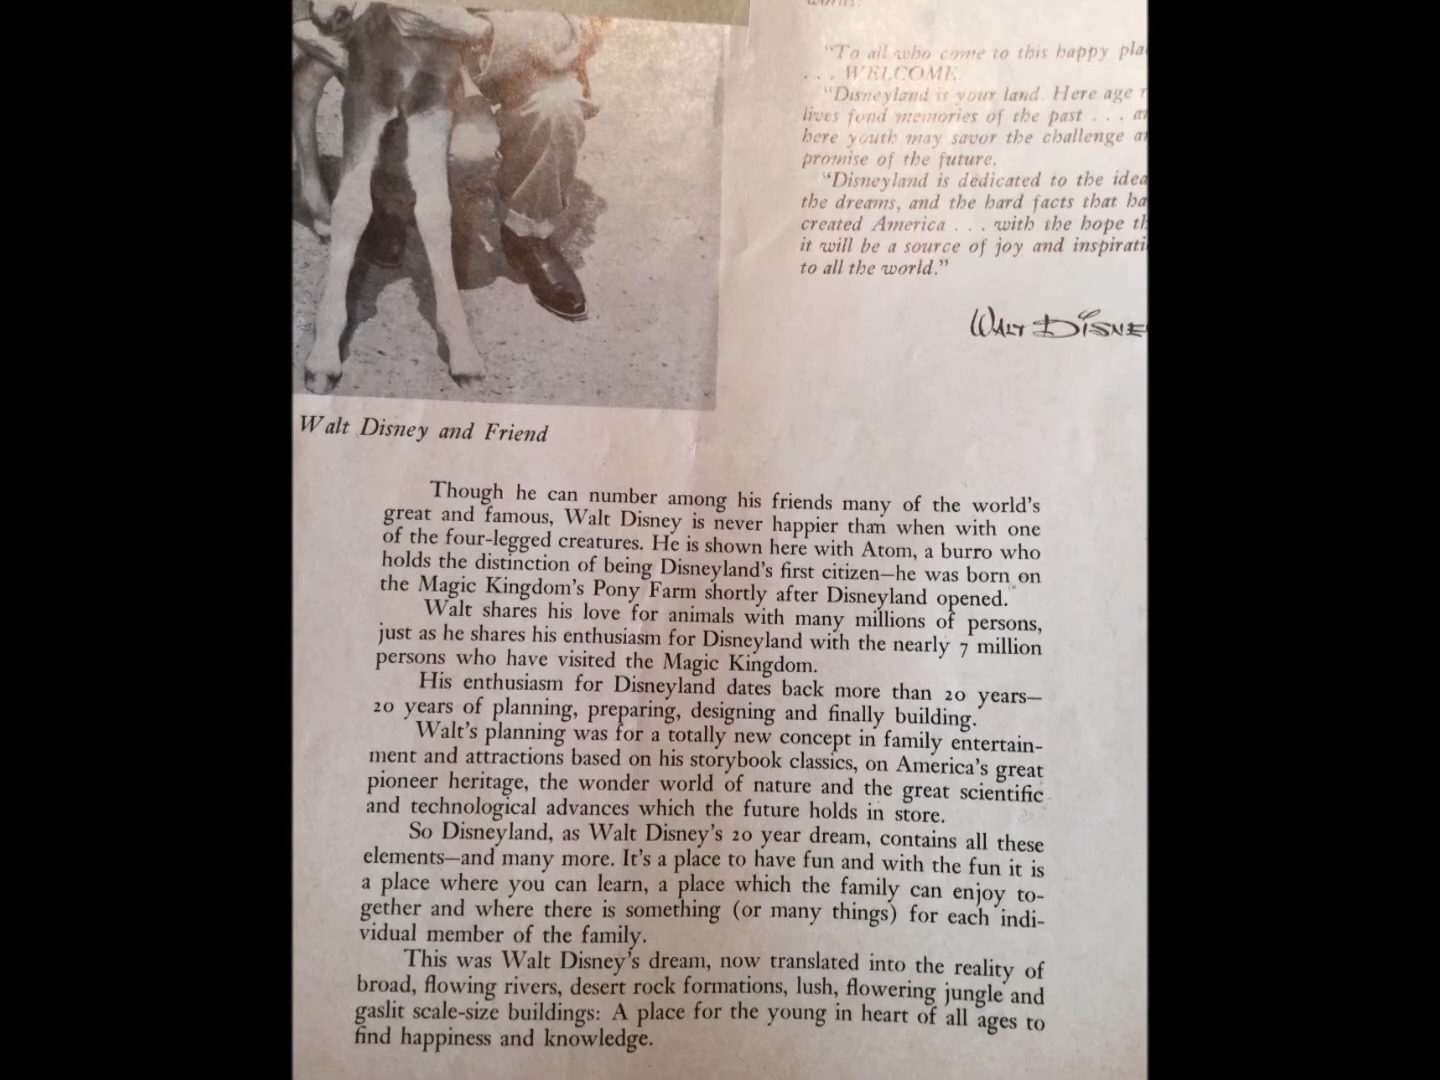 words:
"To all who come to this happy
. . . WELCOME.
"Disneyland is your land. Here age
lives fond memories of the past . . .
here youth may savor the challenge
promise of the future.
"Disneyland is dedicated to the
the dreams, and the hard facts that
created America . . . with the hope
it will be a source of joy and
to all the world."
WALT DISNE
Walt Disney and Friend
Though he can number among his friends many of the world's
great and famous, Walt Disney is never happier than when with one
of the four-legged creatures. He is shown here with Atom, a burro who
holds the distinction of being Disneyland's first citizen—he was born on
the Magic Kingdom's Pony Farm shortly after Disneyland opened.
Walt shares his love for animals with many millions of persons,
just as he shares his enthusiasm for Disneyland with the nearly 7 million
persons who have visited the Magic Kingdom.
His enthusiasm for Disneyland dates back more than 20 years—
20 years of planning, preparing, designing and finally building.
Walt's planning was for a totally new concept in family entertain-
ment and attractions based on his storybook classics, on America's great
pioneer heritage, the wonder world of nature and the great scientific
and technological advances which the future holds in store.
So Disneyland, as Walt Disney's 20 year dream, contains all these
elements—and many more. It's a place to have fun and with the fun it is
a place where you can learn, a place which the family can enjoy to-
gether and where there is something (or many things) for each indi-
vidual member of the family.
This was Walt Disney's dream, now translated into the reality of
broad, flowing rivers, desert rock formations, lush, flowering jungle and
gaslit scale-size buildings: A place for the young in heart of all ages to
find happiness and knowledge.